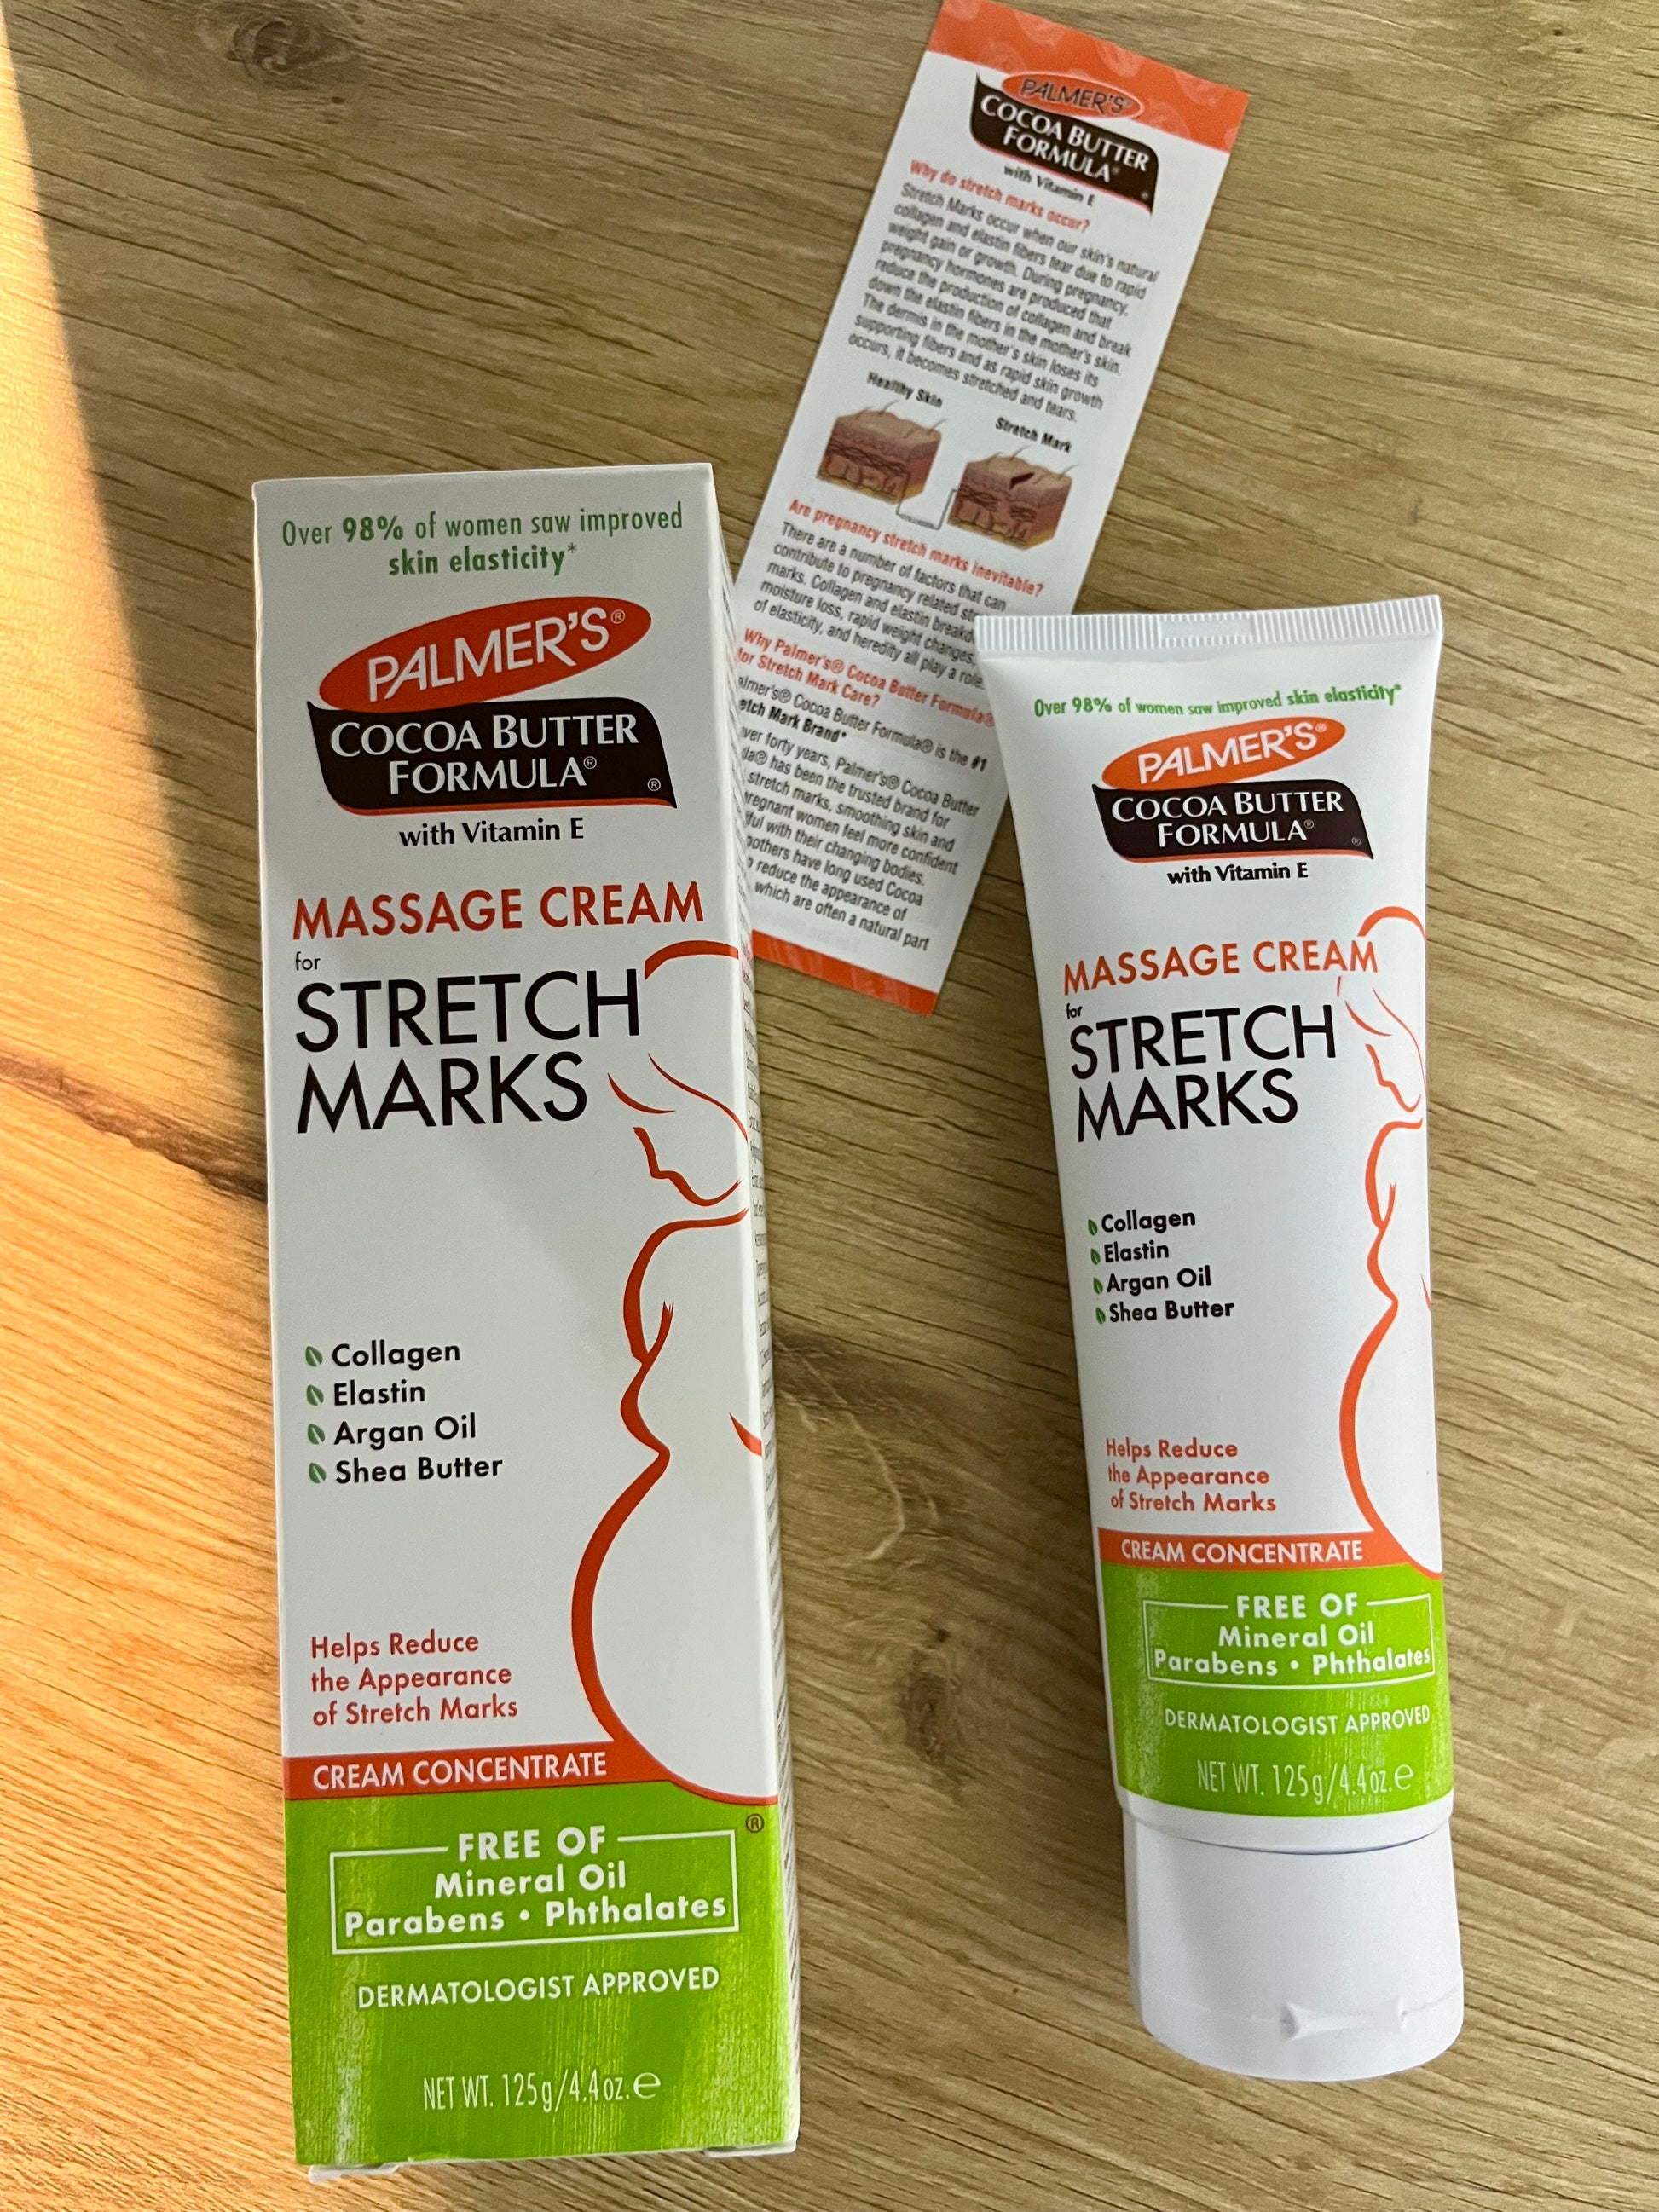 Over 98% of women saw improved
skin elasticity*
PALMER'S®
COCOA BUTTER
FORMULA®
®
with Vitamin E
MASSAGE CREAM
for
STRETCH
MARKS
Collagen
Elastin
Argan Oil
Shea Butter
Helps Reduce
the Appearance
of Stretch Marks
CREAM CONCENTRATE
®
FREE OF
Mineral Oil
Parabens • Phthalates
DERMATOLOGIST APPROVED
NET WT. 125g/4.4oz.e
PALMER'S®
COCOA BUTTER
FORMULA®
with Vitamin E
Why do stretch marks occur?
Stretch Marks occur when our skin's natural
collagen and elastin fibers tear due to rapid
weight gain or growth. During pregnancy,
pregnancy hormones are produced that
reduce the production of collagen and break
down the elastin fibers in the mother's skin.
The dermis in the mother's skin loses its
supporting fibers and as rapid skin growth
occurs, it becomes stretched and tears.
Healthy Skin
Stretch Mark
Are pregnancy stretch marks inevitable?
There are a number of factors that can
contribute to pregnancy related
marks. Collagen and elastin
moisture loss, rapid weight changes,
of elasticity, and heredity all play a role.
Why Palmer's® Cocoa Butter Formula®
for Stretch Mark Care?
Cocoa Butter Formula® is the #1
Mark Brand*
forty years, Palmer's® Cocoa Butter
has been the trusted brand for
stretch marks, smoothing skin and
women feel more confident
with their changing bodies.
have long used Cocoa
reduce the appearance of
which are often a natural part
Over 98% of women saw improved skin elasticity*
PALMER'S®
COCOA BUTTER
FORMULA®
®
with Vitamin E
MASSAGE CREAM
for
STRETCH
MARKS
Collagen
Elastin
Argan Oil
Shea Butter
Helps Reduce
the Appearance
of Stretch Marks
CREAM CONCENTRATE
FREE OF
Mineral Oil
Parabens • Phthalates
DERMATOLOGIST APPROVED
NET WT. 125g/4.4oz.e